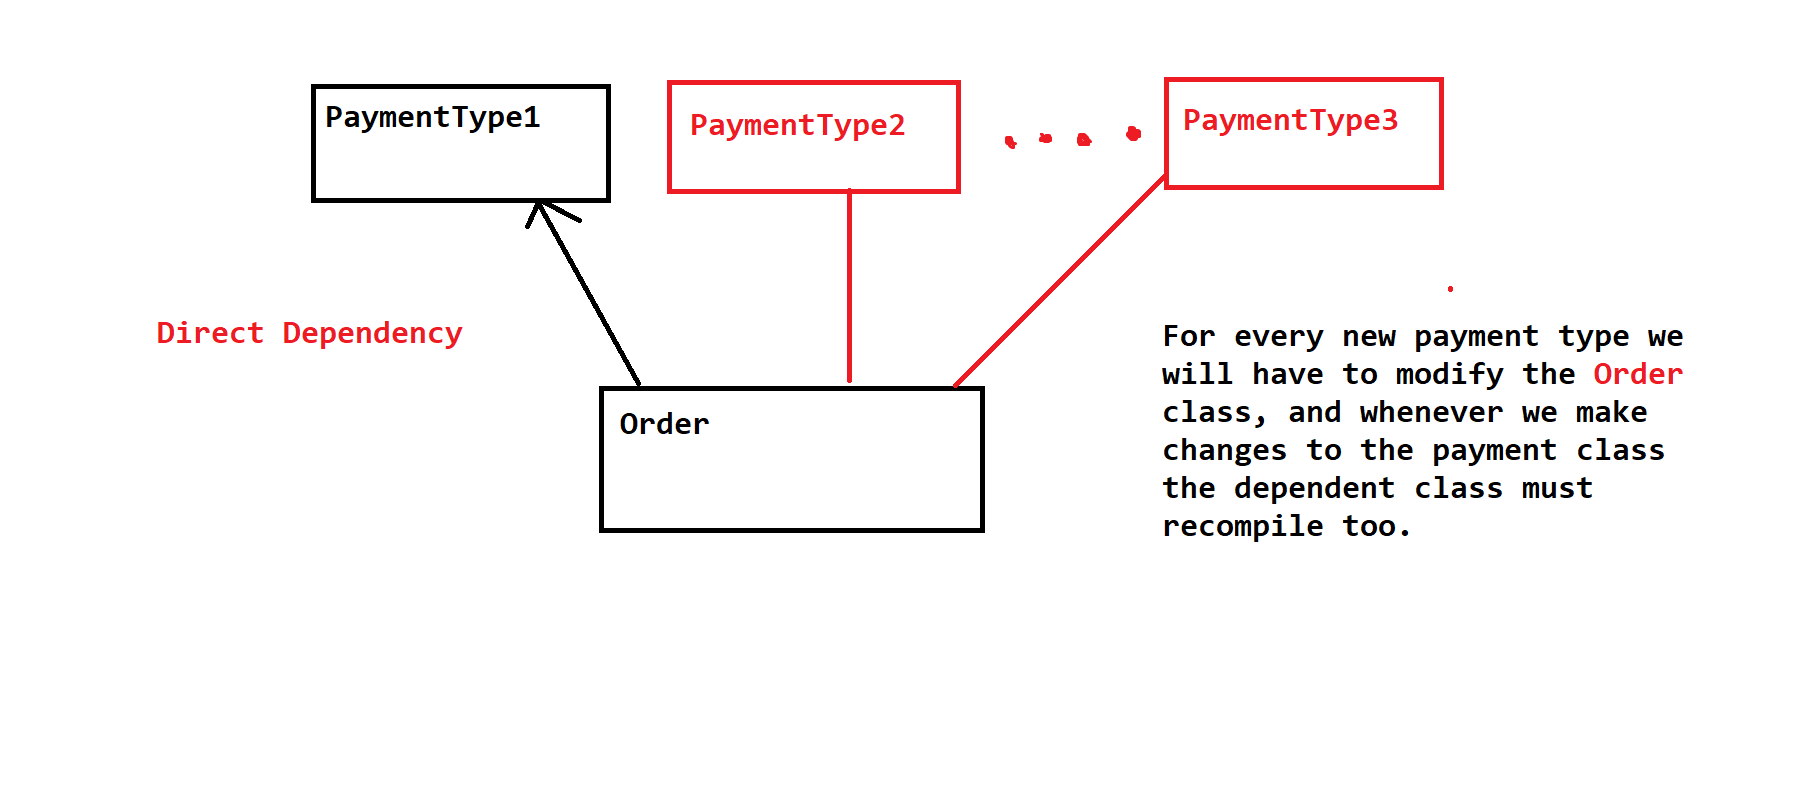 PaymentType1
PaymentType2
PaymentType3
Direct Dependency
Order
For every new payment type we
will have to modify the Order
class, and whenever we make
changes to the payment class
the dependent class must
recompile too.